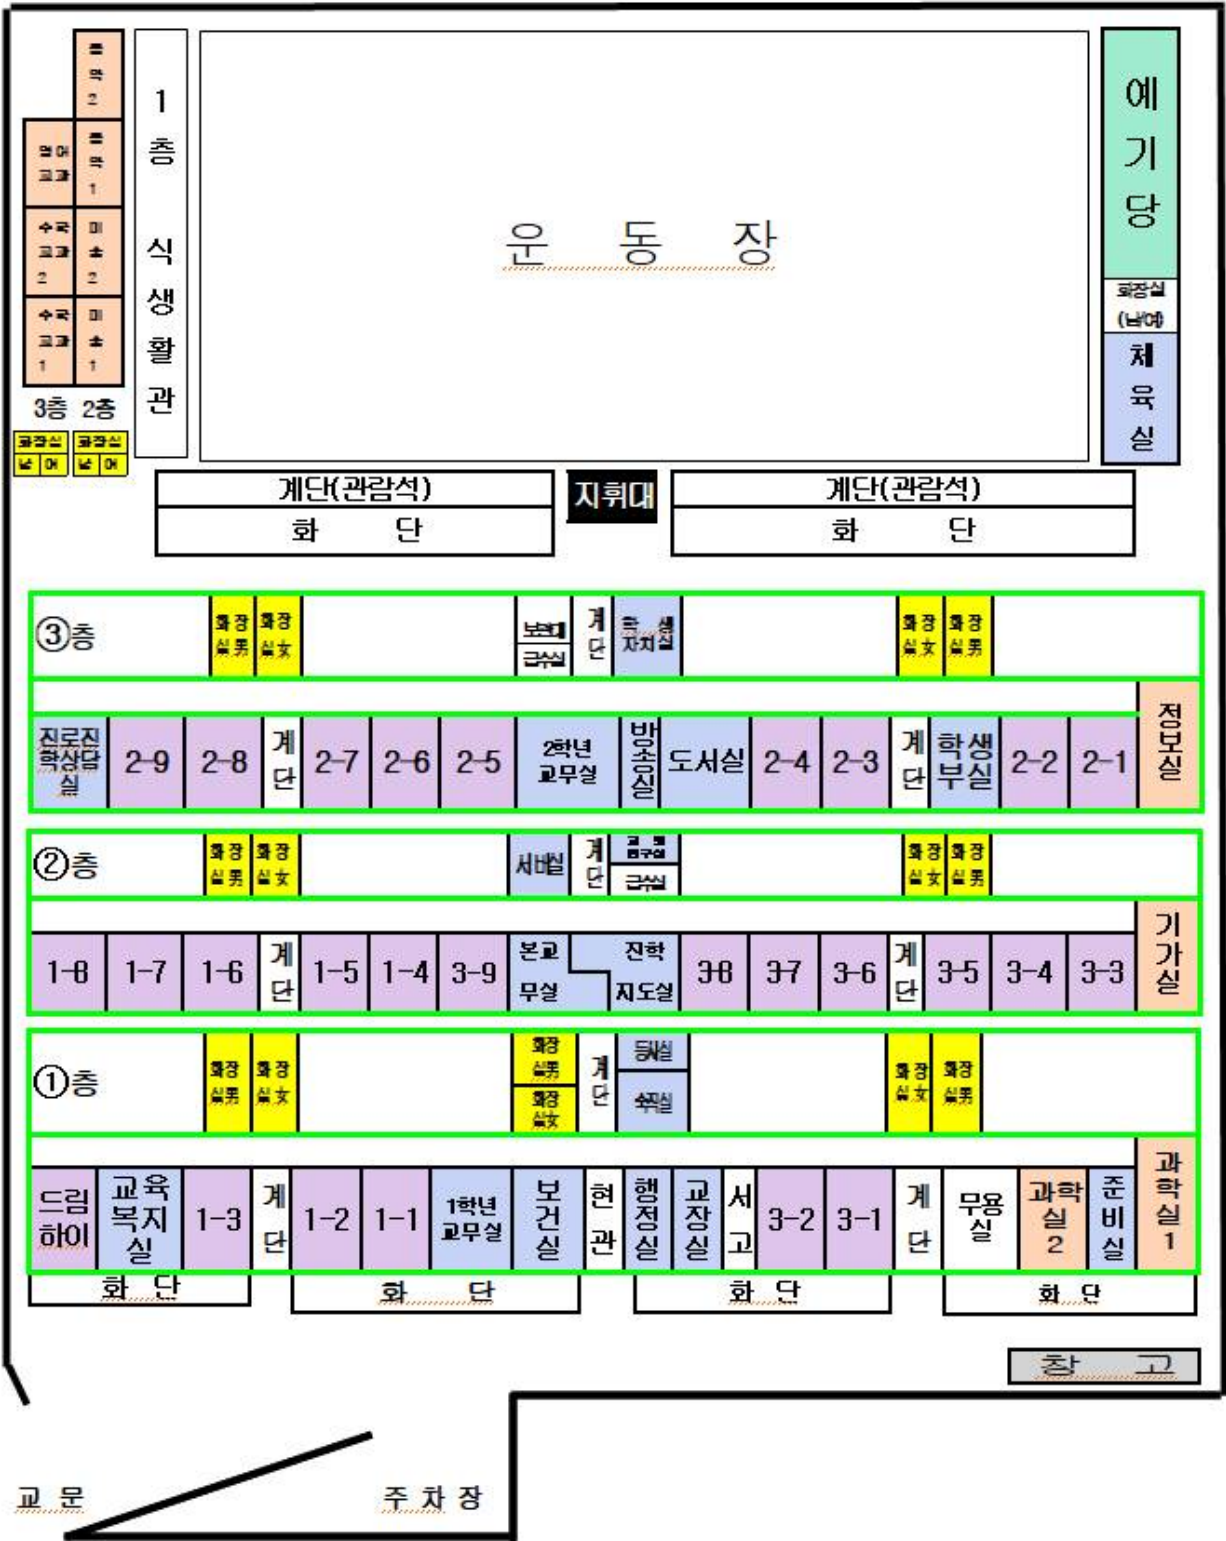 음악2
1층 식생활관
예기당
영어교과
음악1
운 동 장
수국교과2
미술2
화장실
(남여)
수국교과1
미술1
체육실
3층 2층
화장실 화장실
남 여 남 여
계단(관람석) 지휘대 계단(관람석)
화 단 화 단
③층
화장실男 화장실女
급수실
계단
학생자치실
화장실女 화장실男
진로진학상담실 2-9 2-8 계단 2-7 2-6 2-5 2학년교무실 방송실 도서실 2-4 2-3 계단 학생부실 2-2 2-1 정보실
②층
화장실男 화장실女
서버실
계단
급수실
화장실女 화장실男
1-8 1-7 1-6 계단 1-5 1-4 3-9 본교무실 진학지도실 3-8 3-7 3-6 계단 3-5 3-4 3-3 기가실
①층
화장실男 화장실女
화장실男
화장실女
계단
등사실
숙직실
화장실女 화장실男
드림하이 교육복지실 1-3 계단 1-2 1-1 1학년교무실 보건실 현관 행정실 교장실 서고 3-2 3-1 계단 무용실 과학실2 준비실 과학실1
화 단 화 단 화 단 화 단
창 고
교 문 주 차 장